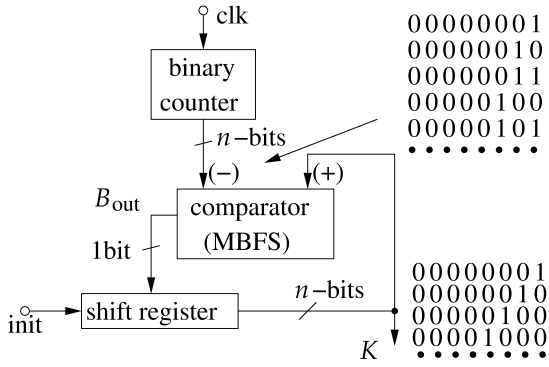 clk
binary
counter
n-bits
(-)
(+)
B out
comparator
(MBFS)
1bit
init
shift register
n-bits
K
00000001
00000010
00000011
00000100
00000101
• • • • • • • •
00000001
00000010
00000100
00001000
• • • • • • • •